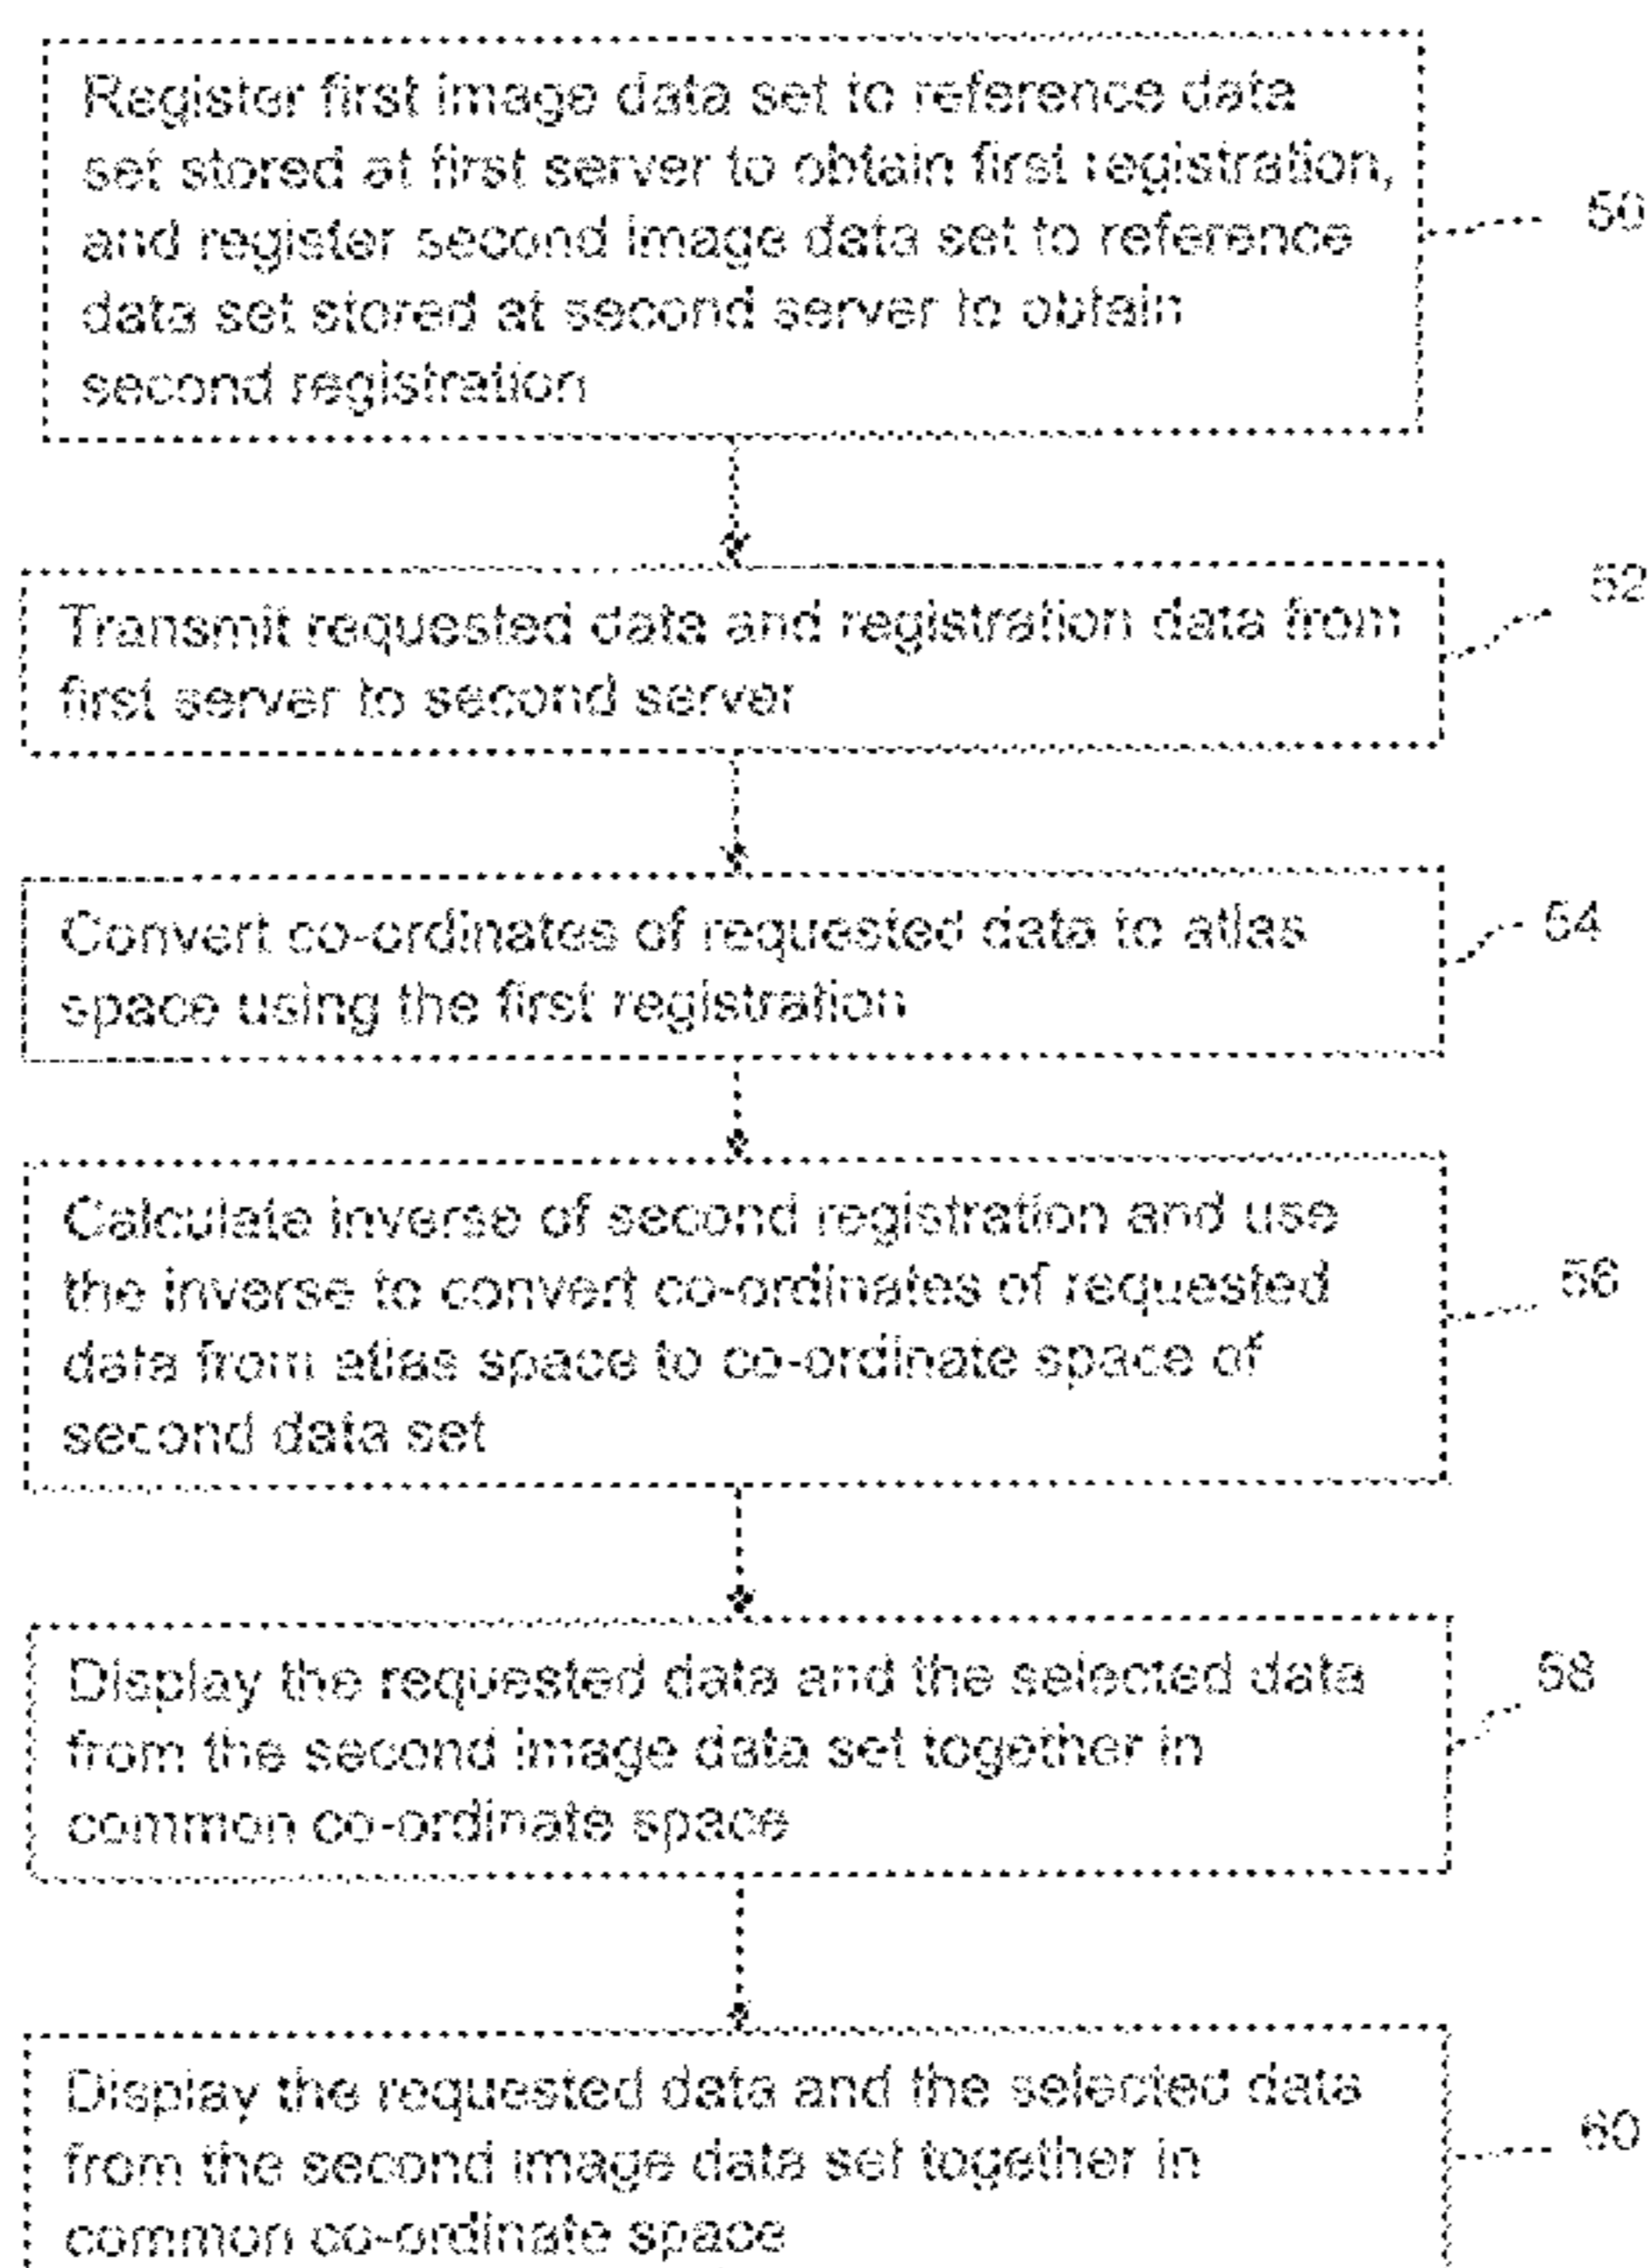 Register first image data set to reference data
set stored at first server to obtain first registration,
and register second image data set to reference
data set stored at second server to obtain
second registration
50
Transmit requested data and registration data from
first server to second server
52
Convert co-ordinates of requested data to atlas
space using the first registration
54
Calculate inverse of second registration and use
the inverse to convert co-ordinates of requested
data from atlas space to co-ordinate space of
second data set
56
Display the requested data and the selected data
from the second image data set together in
common co-ordinate space
58
Display the requested data and the selected data
from the second image data set together in
common co-ordinate space
60